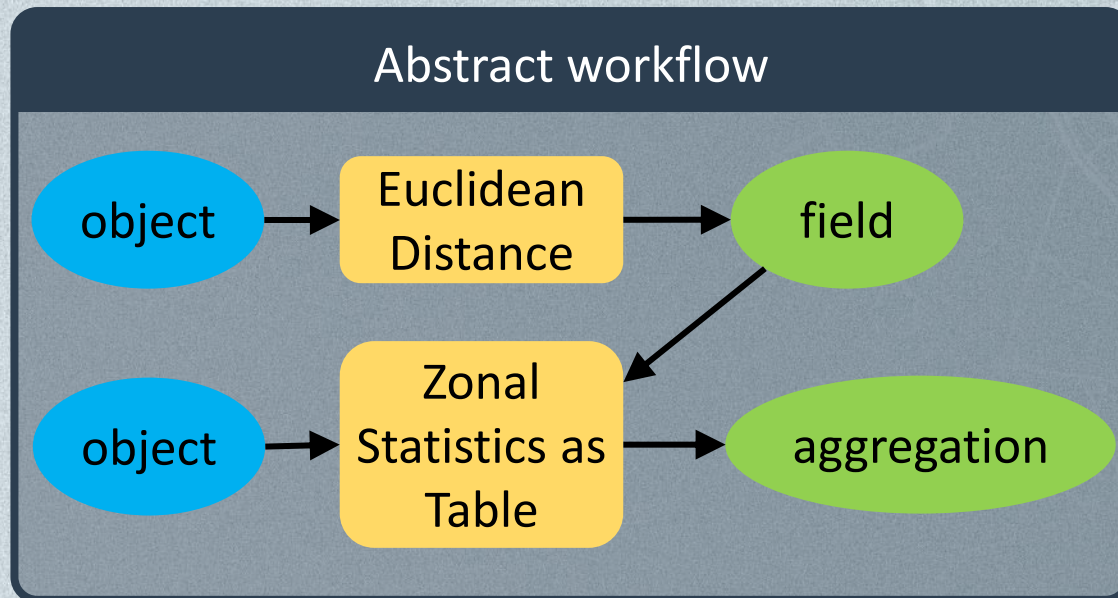 Abstract workflow
object
Euclidean
Distance
field
object
Zonal
Statistics as
Table
aggregation